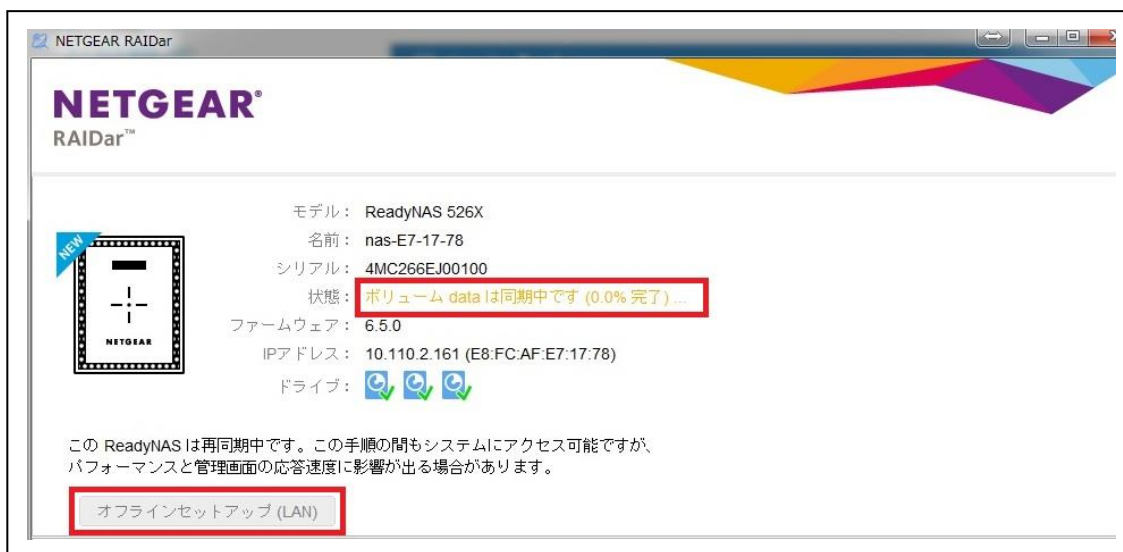 NETGEAR RAIDar
NETGEAR®
RAIDar™
NEW
NETGEAR
モデル： ReadyNAS 526X
名前： nas-E7-17-78
シリアル： 4MC266EJ00100
状態： ボリューム data は同期中です (0.0% 完了) ...
ファームウェア： 6.5.0
IPアドレス： 10.110.2.161 (E8:FC:AF:E7:17:78)
ドライブ：
この ReadyNAS は再同期中です。この手順の間もシステムにアクセス可能ですが、
パフォーマンスと管理画面の応答速度に影響が出る場合があります。
オフラインセットアップ (LAN)